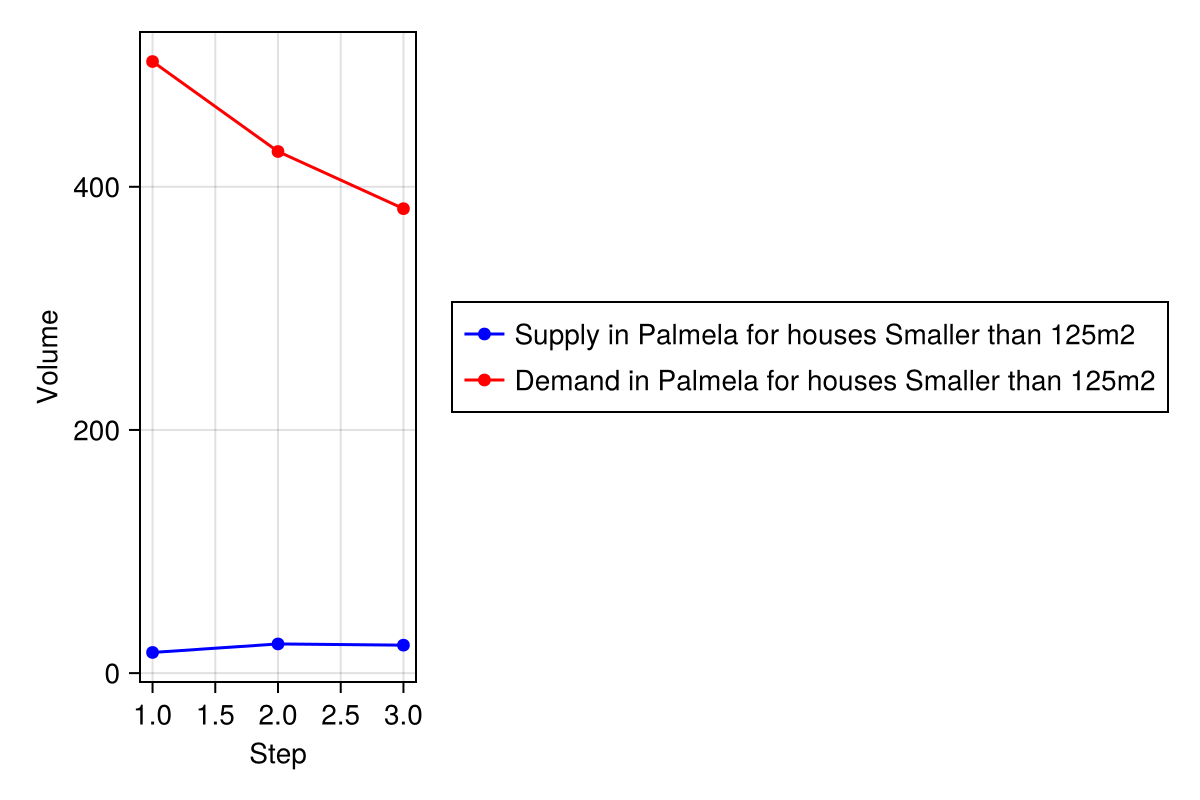 Volume
400
200
0
1.0 1.5 2.0 2.5 3.0
Step
Supply in Palmela for houses Smaller than 125m2
Demand in Palmela for houses Smaller than 125m2